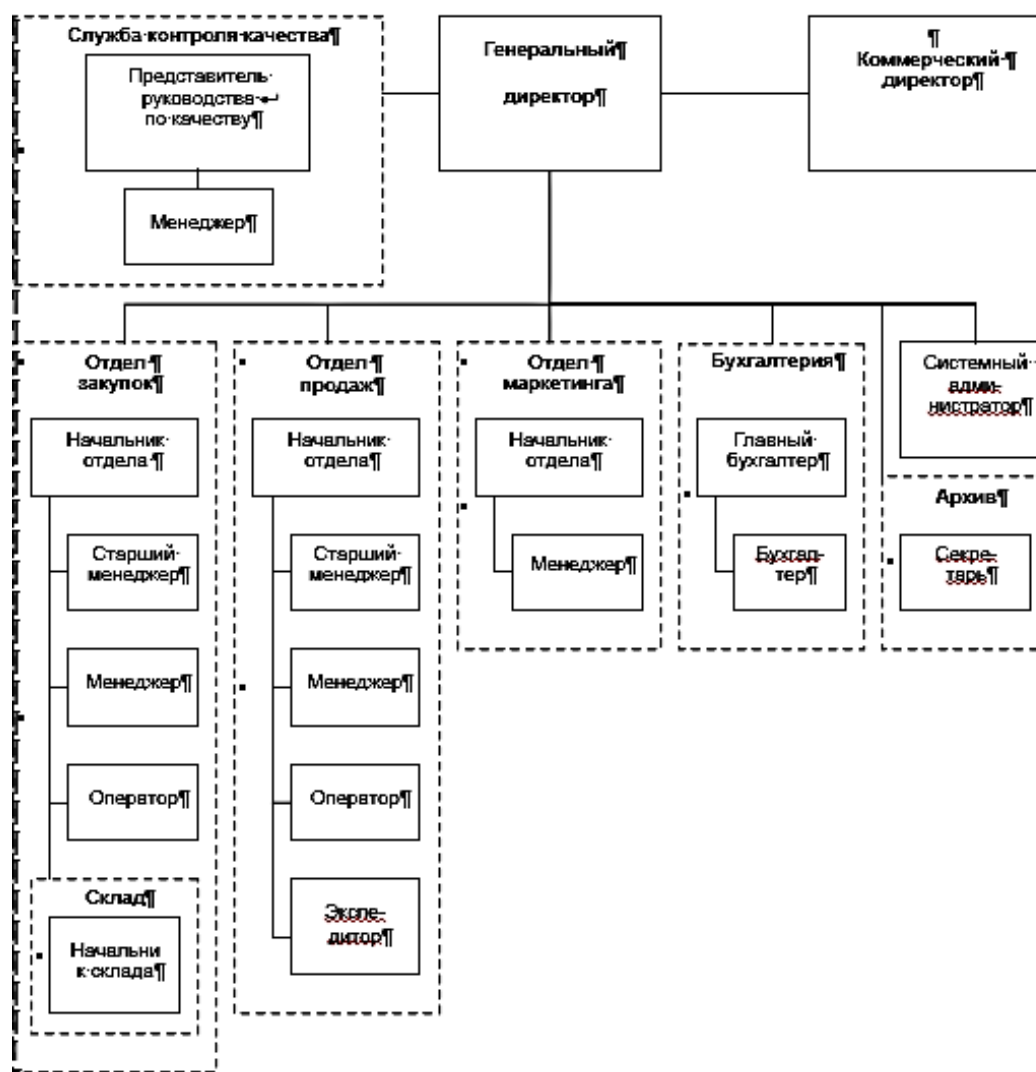 Служба·контроля·качества¶
Представитель·
руководства·↵
по·качеству¶
Менеджер¶
Генеральный¶
директор¶
¶
Коммерческий·¶
директор¶
Отдел·¶
закупок¶
Начальник·
отдела·¶
Старший·
менеджер¶
Менеджер¶
Оператор¶
Склад¶
Начальни
к·склада¶
Отдел·¶
продаж¶
Начальник·
отдела¶
Старший·
менеджер¶
Менеджер¶
Оператор¶
Экспе-
дитор¶
Отдел·¶
маркетинга¶
Начальник·
отдела¶
Менеджер¶
Бухгалтерия¶
Главный·
бухгалтер¶
Бухгал-
тер¶
Системный·
адми-
нистратор¶
Архив¶
Секре-
тарь¶